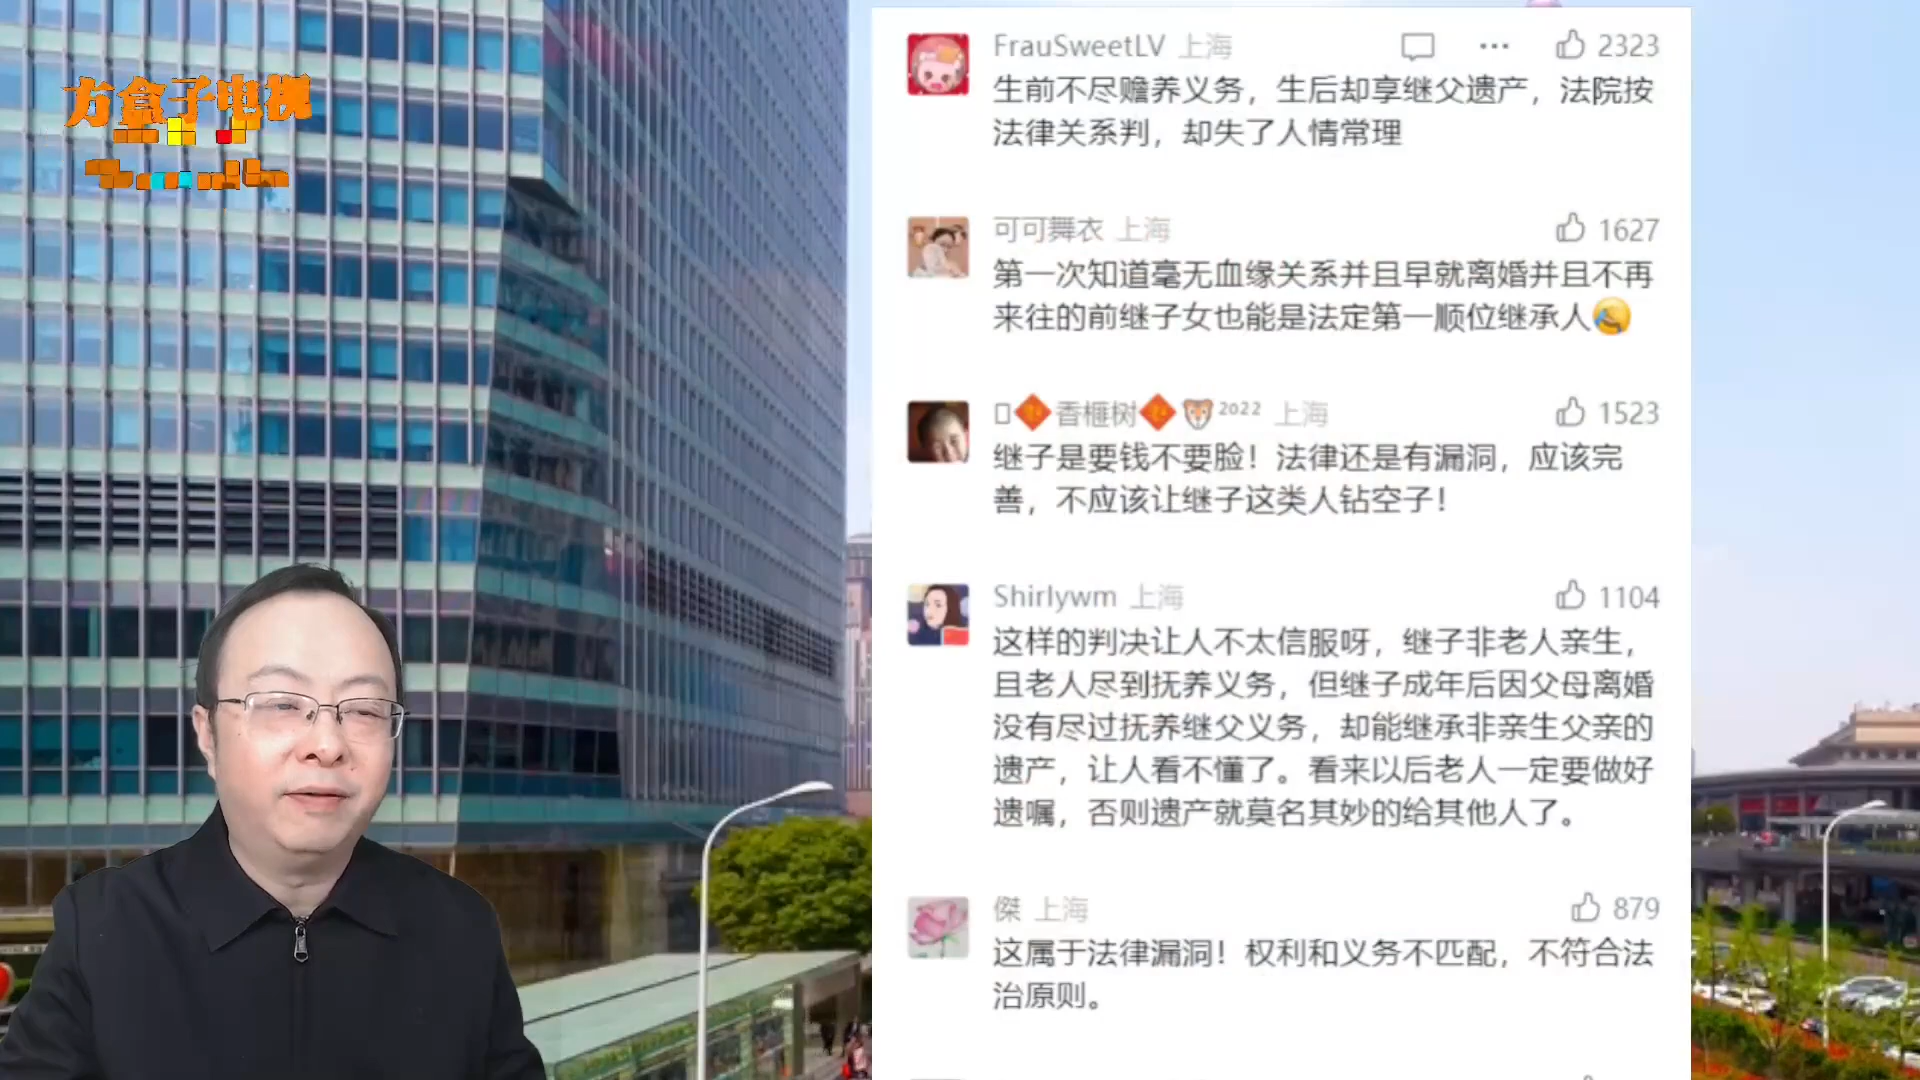 方盒子电视
FrauSweetLV 上海
2323
生前不尽赡养义务，生后却享继父遗产，法院按
法律关系判，却失了人情常理
可可舞衣 上海
1627
第一次知道毫无血缘关系并且早就离婚并且不再
来往的前继子女也能是法定第一顺位继承人
香榧树 2022 上海
1523
继子是要钱不要脸！法律还是有漏洞，应该完
善，不应该让继子这类人钻空子！
Shirlywm 上海
1104
这样的判决让人不太信服呀，继子非老人亲生，
且老人尽到抚养义务，但继子成年后因父母离婚
没有尽过抚养继父义务，却能继承非亲生父亲的
遗产，让人看不懂了。看来以后老人一定要做好
遗嘱，否则遗产就莫名其妙的给其他人了。
傑 上海
879
这属于法律漏洞！权利和义务不匹配，不符合法
治原则。